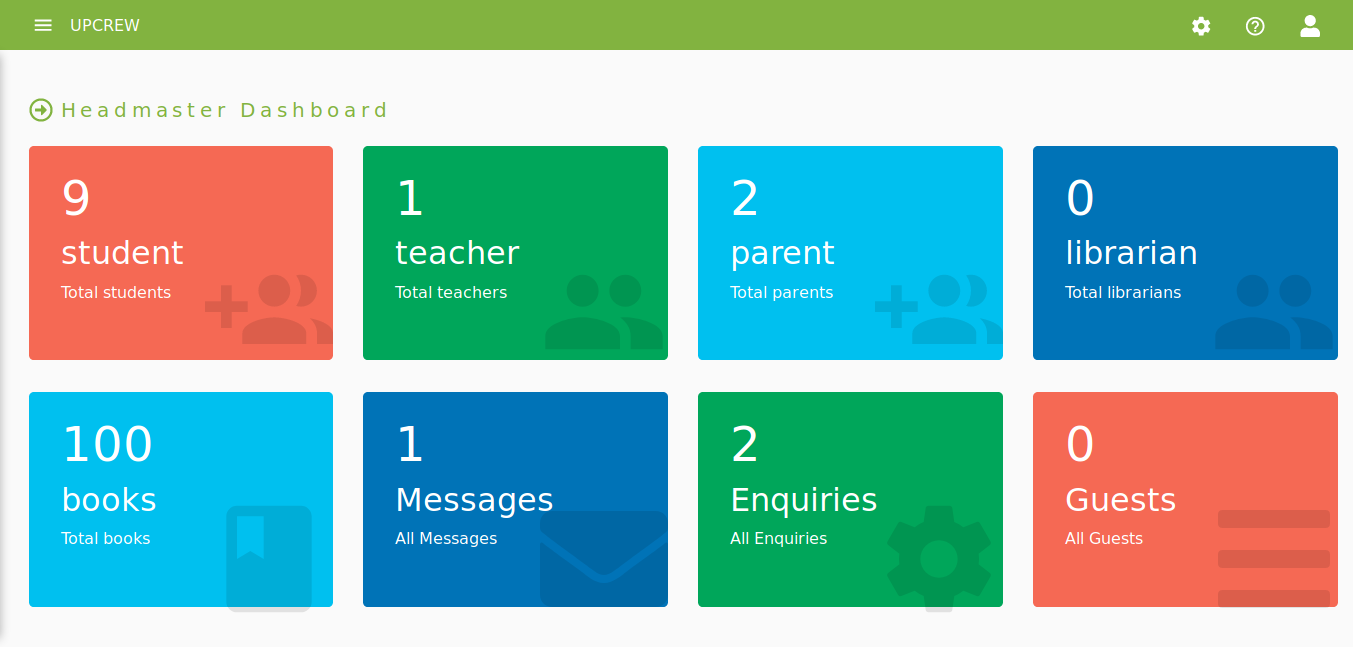 UPCREW
Headmaster Dashboard
9
student
Total students
1
teacher
Total teachers
2
parent
Total parents
0
librarian
Total librarians
100
books
Total books
1
Messages
All Messages
2
Enquiries
All Enquiries
0
Guests
All Guests